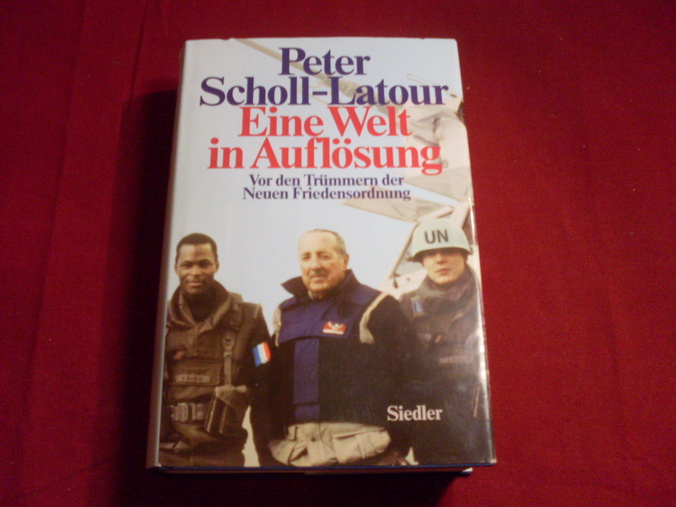 Peter
Scholl-Latour
Eine Welt
in Auflösung
Vor den Trümmern der
Neuen Friedensordnung
UN
Siedler